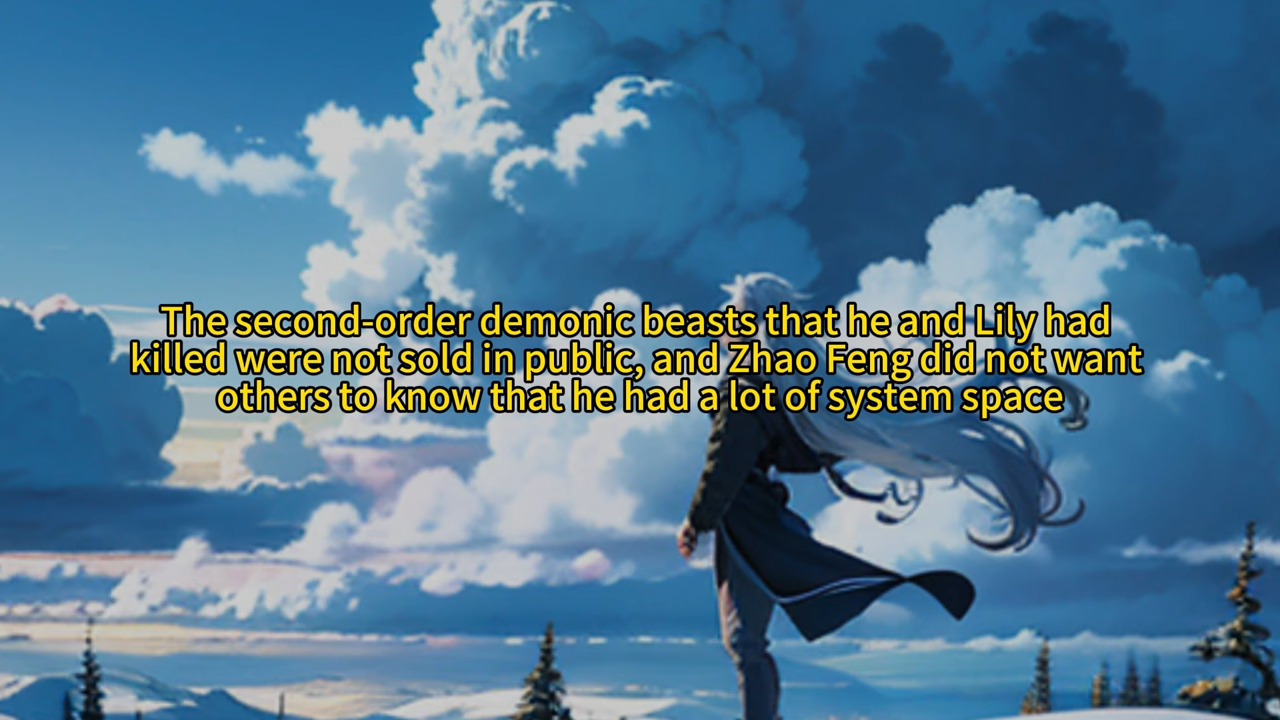 The second-order demonic beasts that he and Lily had
killed were not sold in public, and Zhao Feng did not want
others to know that he had a lot of system space